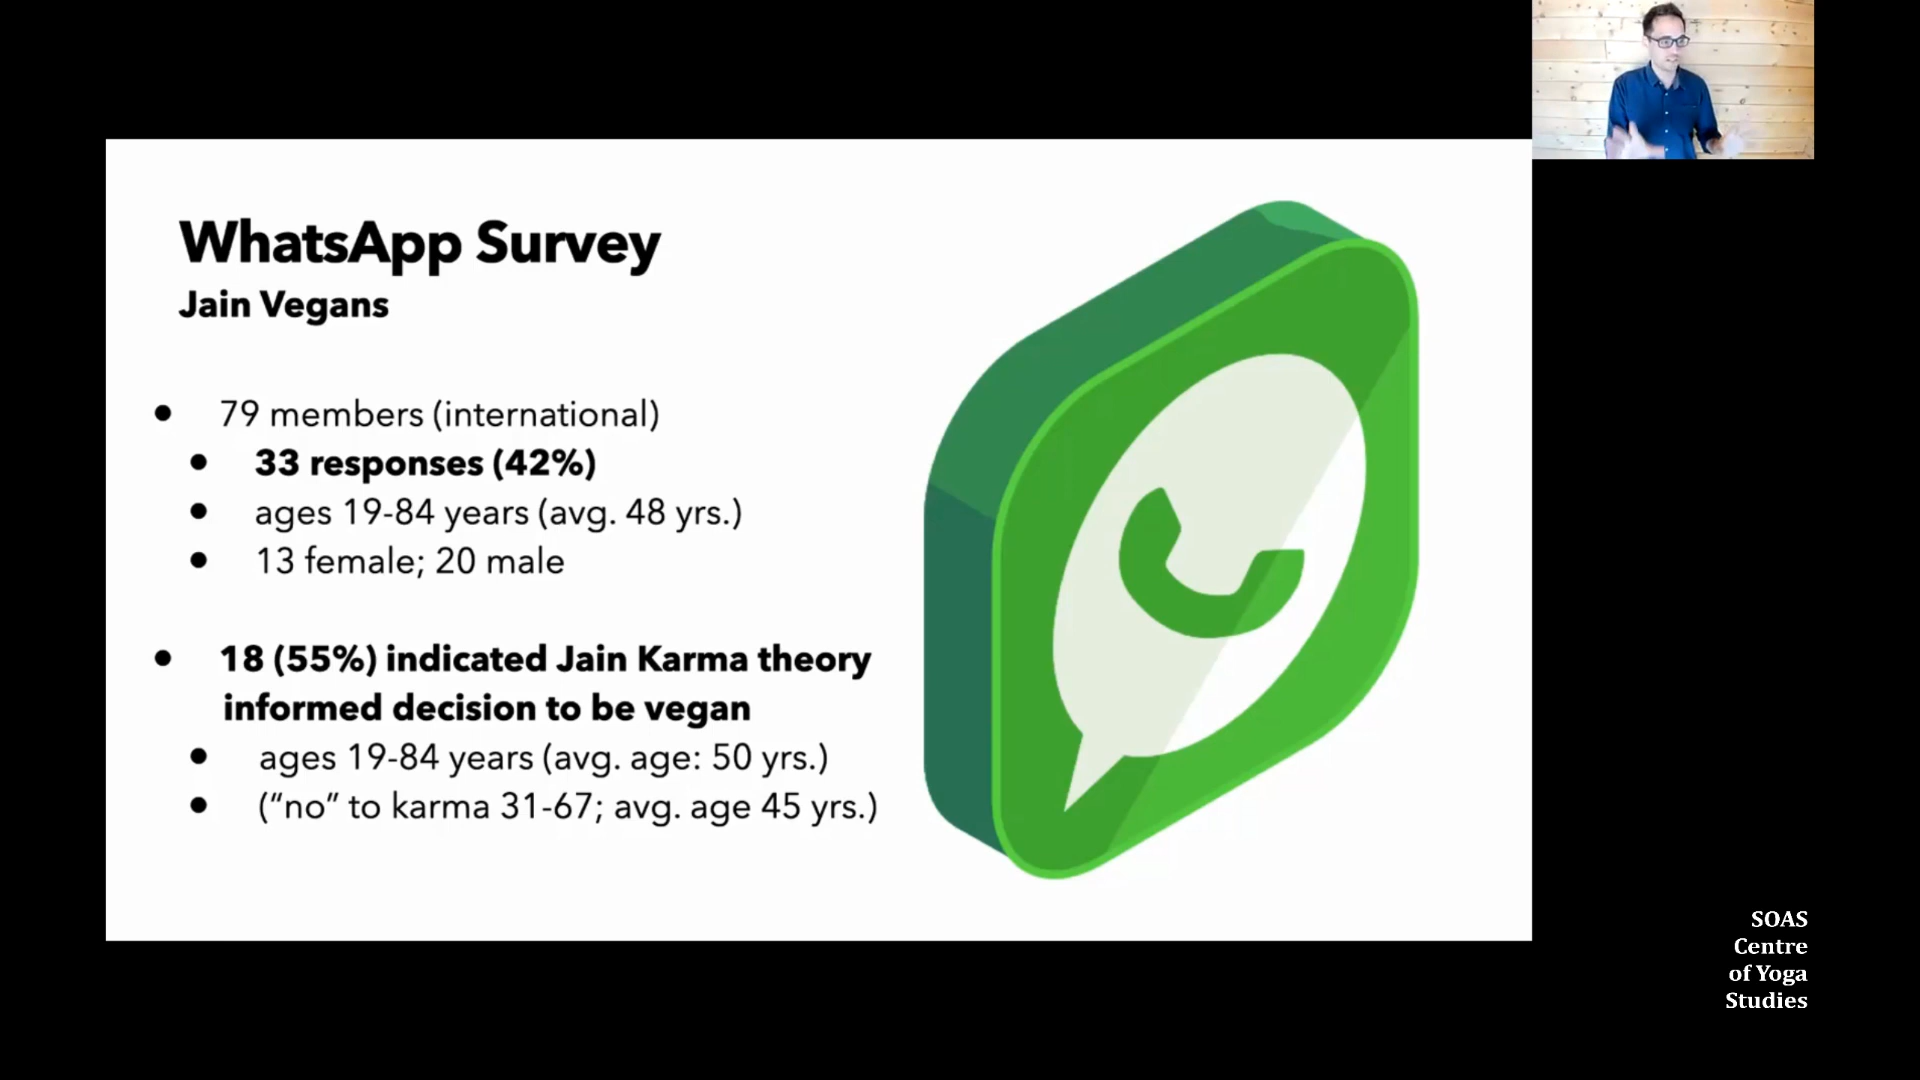 WhatsApp Survey
Jain Vegans
● 79 members (international)
● 33 responses (42%)
● ages 19-84 years (avg. 48 yrs.)
● 13 female; 20 male
● 18 (55%) indicated Jain Karma theory
informed decision to be vegan
● ages 19-84 years (avg. age: 50 yrs.)
● (“no” to karma 31-67; avg. age 45 yrs.)
SOAS
Centre
of Yoga
Studies